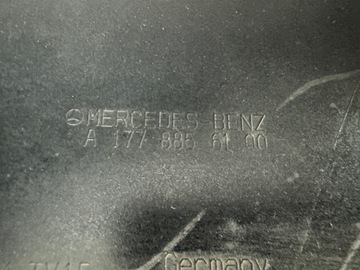 MERCEDES BENZ
A 177 885 61 00
Germany